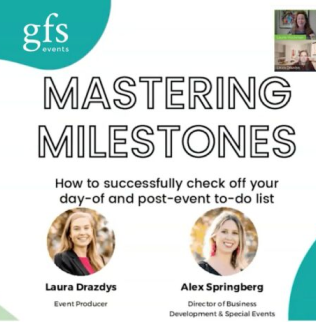 gfs
events
MASTERING
MILESTONES
How to successfully check off your
day-of and post-event to-do list
Laura Drazdys
Event Producer
Alex Springberg
Director of Business
Development & Special Events